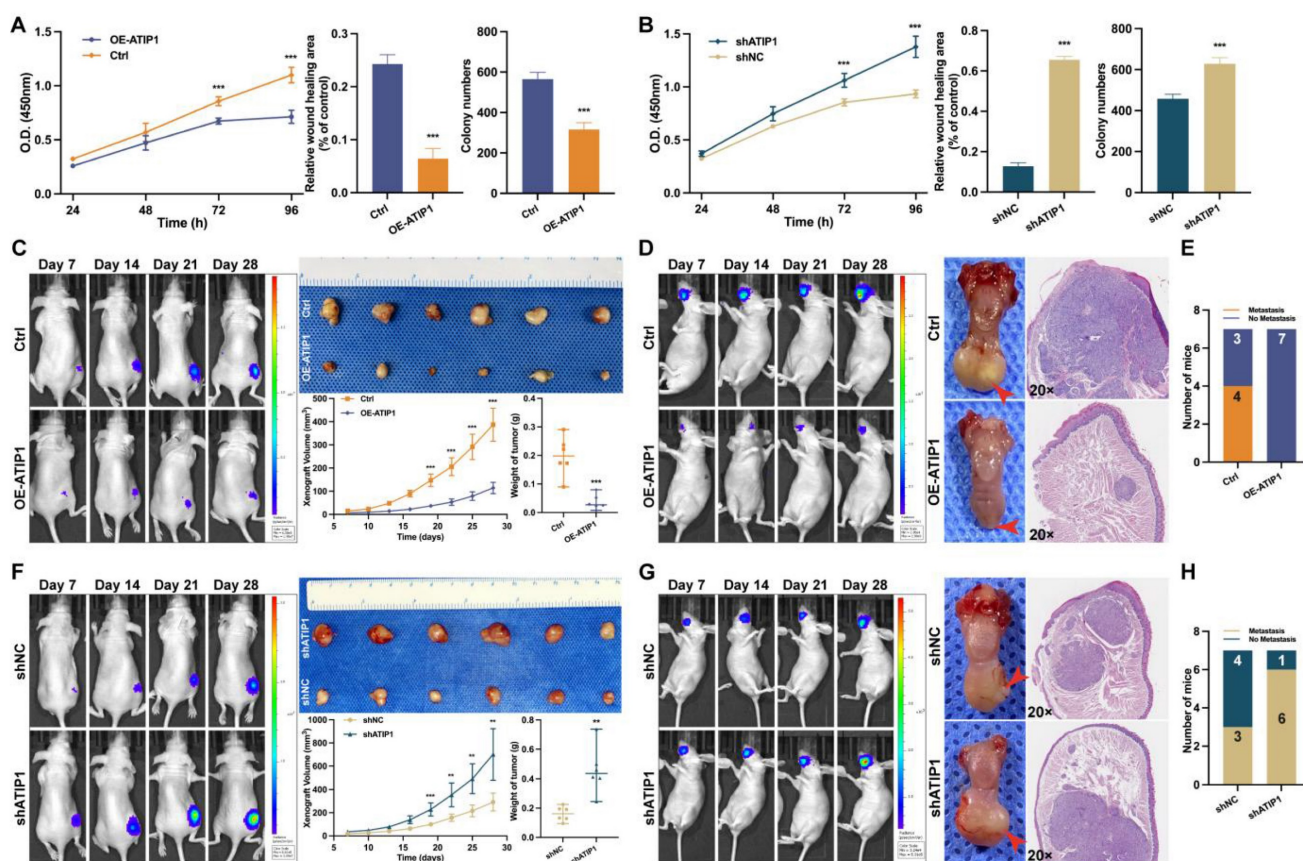 A
OE-ATIP1
Ctrl
O.D. (450nm)
1.5
1.0
0.5
0.0
24 48 72 96
Time (h)
***
***
Relative wound healing area
(% of control)
0.3
0.2
0.1
0.0
***
Ctrl
OE-ATIP1
Colony numbers
800
600
400
200
0
***
Ctrl
OE-ATIP1
B
shATIP1
shNC
O.D. (450nm)
1.5
1.0
0.5
0.0
24 48 72 96
Time (h)
***
***
Relative wound healing area
(% of control)
0.8
0.6
0.4
0.2
0.0
***
shNC
shATIP1
Colony numbers
1000
800
600
400
200
0
***
shNC
shATIP1
C
Day 7 Day 14 Day 21 Day 28
Ctrl
OE-ATIP1
Ctrl
OE-ATIP1
Ctrl
OE-ATIP1
Xenograft Volume (mm³)
500
400
300
200
100
0
0 5 10 15 20 25 30
Time (days)
*** *** *** ***
Weight of tumor (g)
0.4
0.3
0.2
0.1
0.0
***
Ctrl
OE-ATIP1
D
Day 7 Day 14 Day 21 Day 28
Ctrl
OE-ATIP1
Ctrl
20×
OE-ATIP1
20×
E
Metastasis
No Metastasis
Number of mice
8
6
4
2
0
3
4
7
Ctrl
OE-ATIP1
F
Day 7 Day 14 Day 21 Day 28
shNC
shATIP1
shATIP1
shNC
shNC
shATIP1
Xenograft Volume (mm³)
1000
800
600
400
200
0
0 5 10 15 20 25 30
Time (days)
*** ** ** **
Weight of tumor (g)
0.8
0.6
0.4
0.2
0.0
**
shNC
shATIP1
G
Day 7 Day 14 Day 21 Day 28
shNC
shATIP1
shNC
20×
shATIP1
20×
H
Metastasis
No Metastasis
Number of mice
8
6
4
2
0
4
3
1
6
shNC
shATIP1